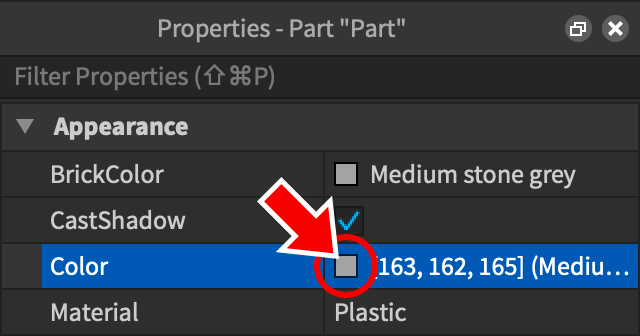 Properties - Part "Part"
Filter Properties (⇧⌘P)
Appearance
BrickColor Medium stone grey
CastShadow
Color [163, 162, 165] (Mediu...
Material Plastic